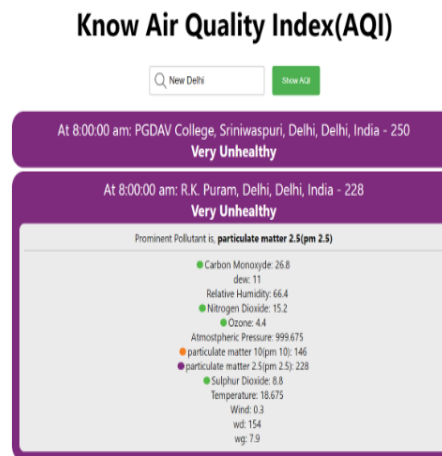 Know Air Quality Index(AQI)
New Delhi
Show AQI
At 8:00:00 am: PGDAV College, Sriniwaspuri, Delhi, Delhi, India - 250
Very Unhealthy
At 8:00:00 am: R.K. Puram, Delhi, Delhi, India - 228
Very Unhealthy
Prominent Pollutant is, particulate matter 2.5(pm 2.5)
Carbon Monoxyde: 26.8
dew: 11
Relative Humidity: 66.4
Nitrogen Dioxide: 15.2
Ozone: 4.4
Atmostpheric Pressure: 999.675
particulate matter 10(pm 10): 146
particulate matter 2.5(pm 2.5): 228
Sulphur Dioxide: 8.8
Temperature: 18.675
Wind: 0.3
wd: 154
wg: 7.9